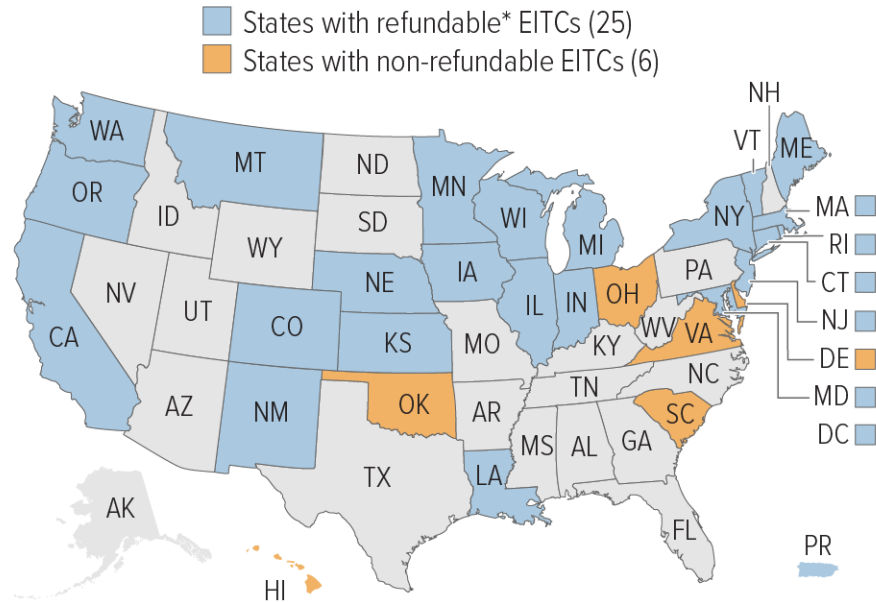 States with refundable* EITCs (25)
States with non-refundable EITCs (6)
NH
WA
VT
ME
MT
ND
MN
OR
ID
SD
WI
NY
MA
MI
RI
WY
CT
IA
PA
NE
NV
OH
NJ
UT
IL
IN
CA
CO
WV
VA
DE
KS
MO
KY
MD
NC
TN
AZ
NM
OK
AR
SC
DC
MS
AL
GA
TX
LA
AK
FL
PR
HI